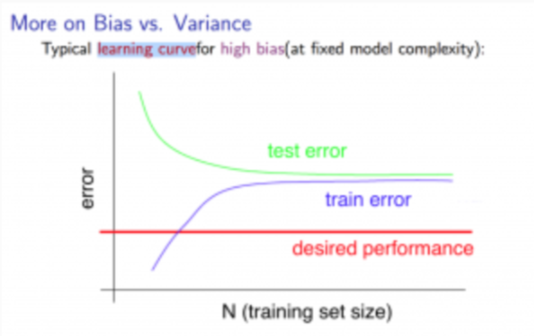 More on Bias vs. Variance
Typical learning curvefor high bias(at fixed model complexity):
test error
error
train error
desired performance
N (training set size)